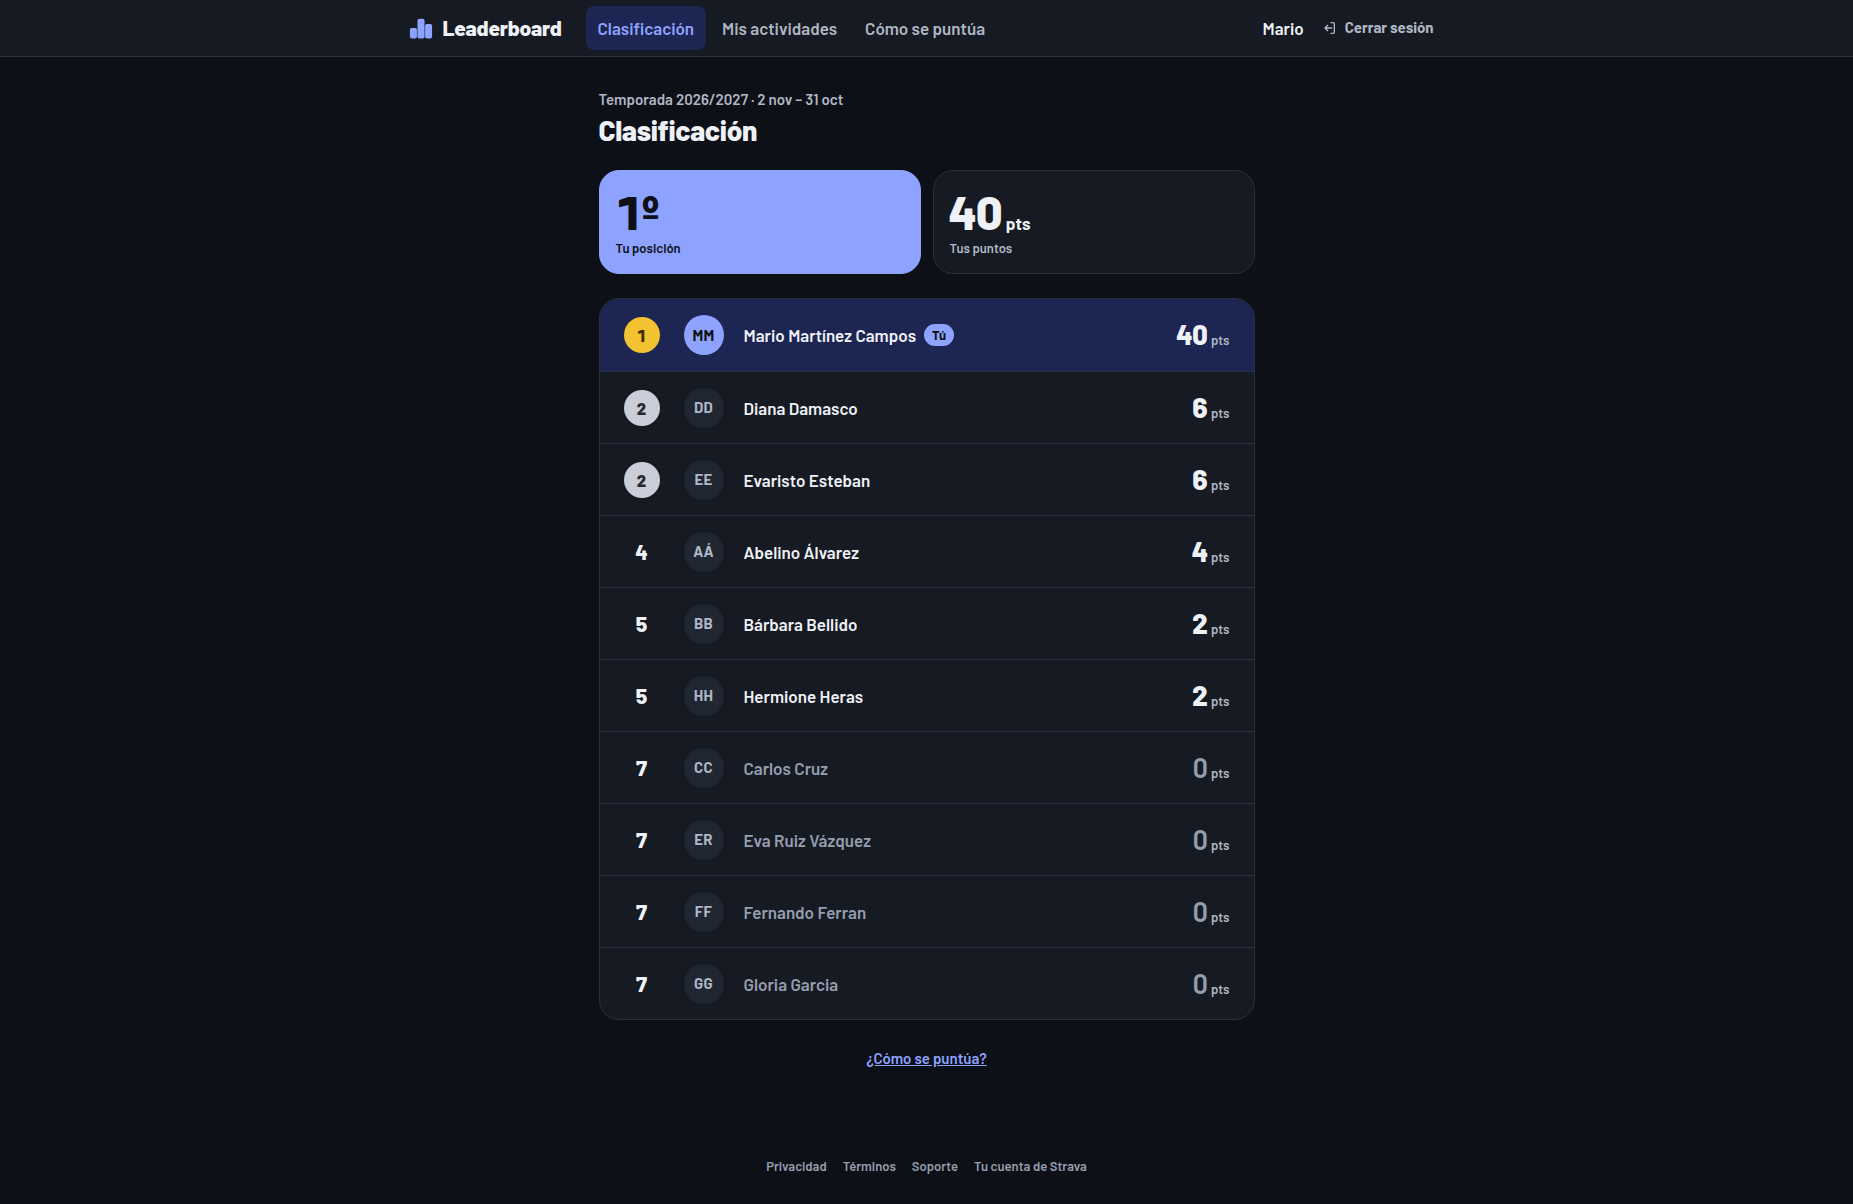 Leaderboard Clasificación Mis actividades Cómo se puntúa Mario Cerrar sesión
Temporada 2026/2027 · 2 nov – 31 oct
Clasificación
1º
Tu posición
40 pts
Tus puntos
1 MM Mario Martínez Campos Tú 40 pts
2 DD Diana Damasco 6 pts
2 EE Evaristo Esteban 6 pts
4 AÁ Abelino Álvarez 4 pts
5 BB Bárbara Bellido 2 pts
5 HH Hermione Heras 2 pts
7 CC Carlos Cruz 0 pts
7 ER Eva Ruiz Vázquez 0 pts
7 FF Fernando Ferran 0 pts
7 GG Gloria Garcia 0 pts
¿Cómo se puntúa?
Privacidad Términos Soporte Tu cuenta de Strava